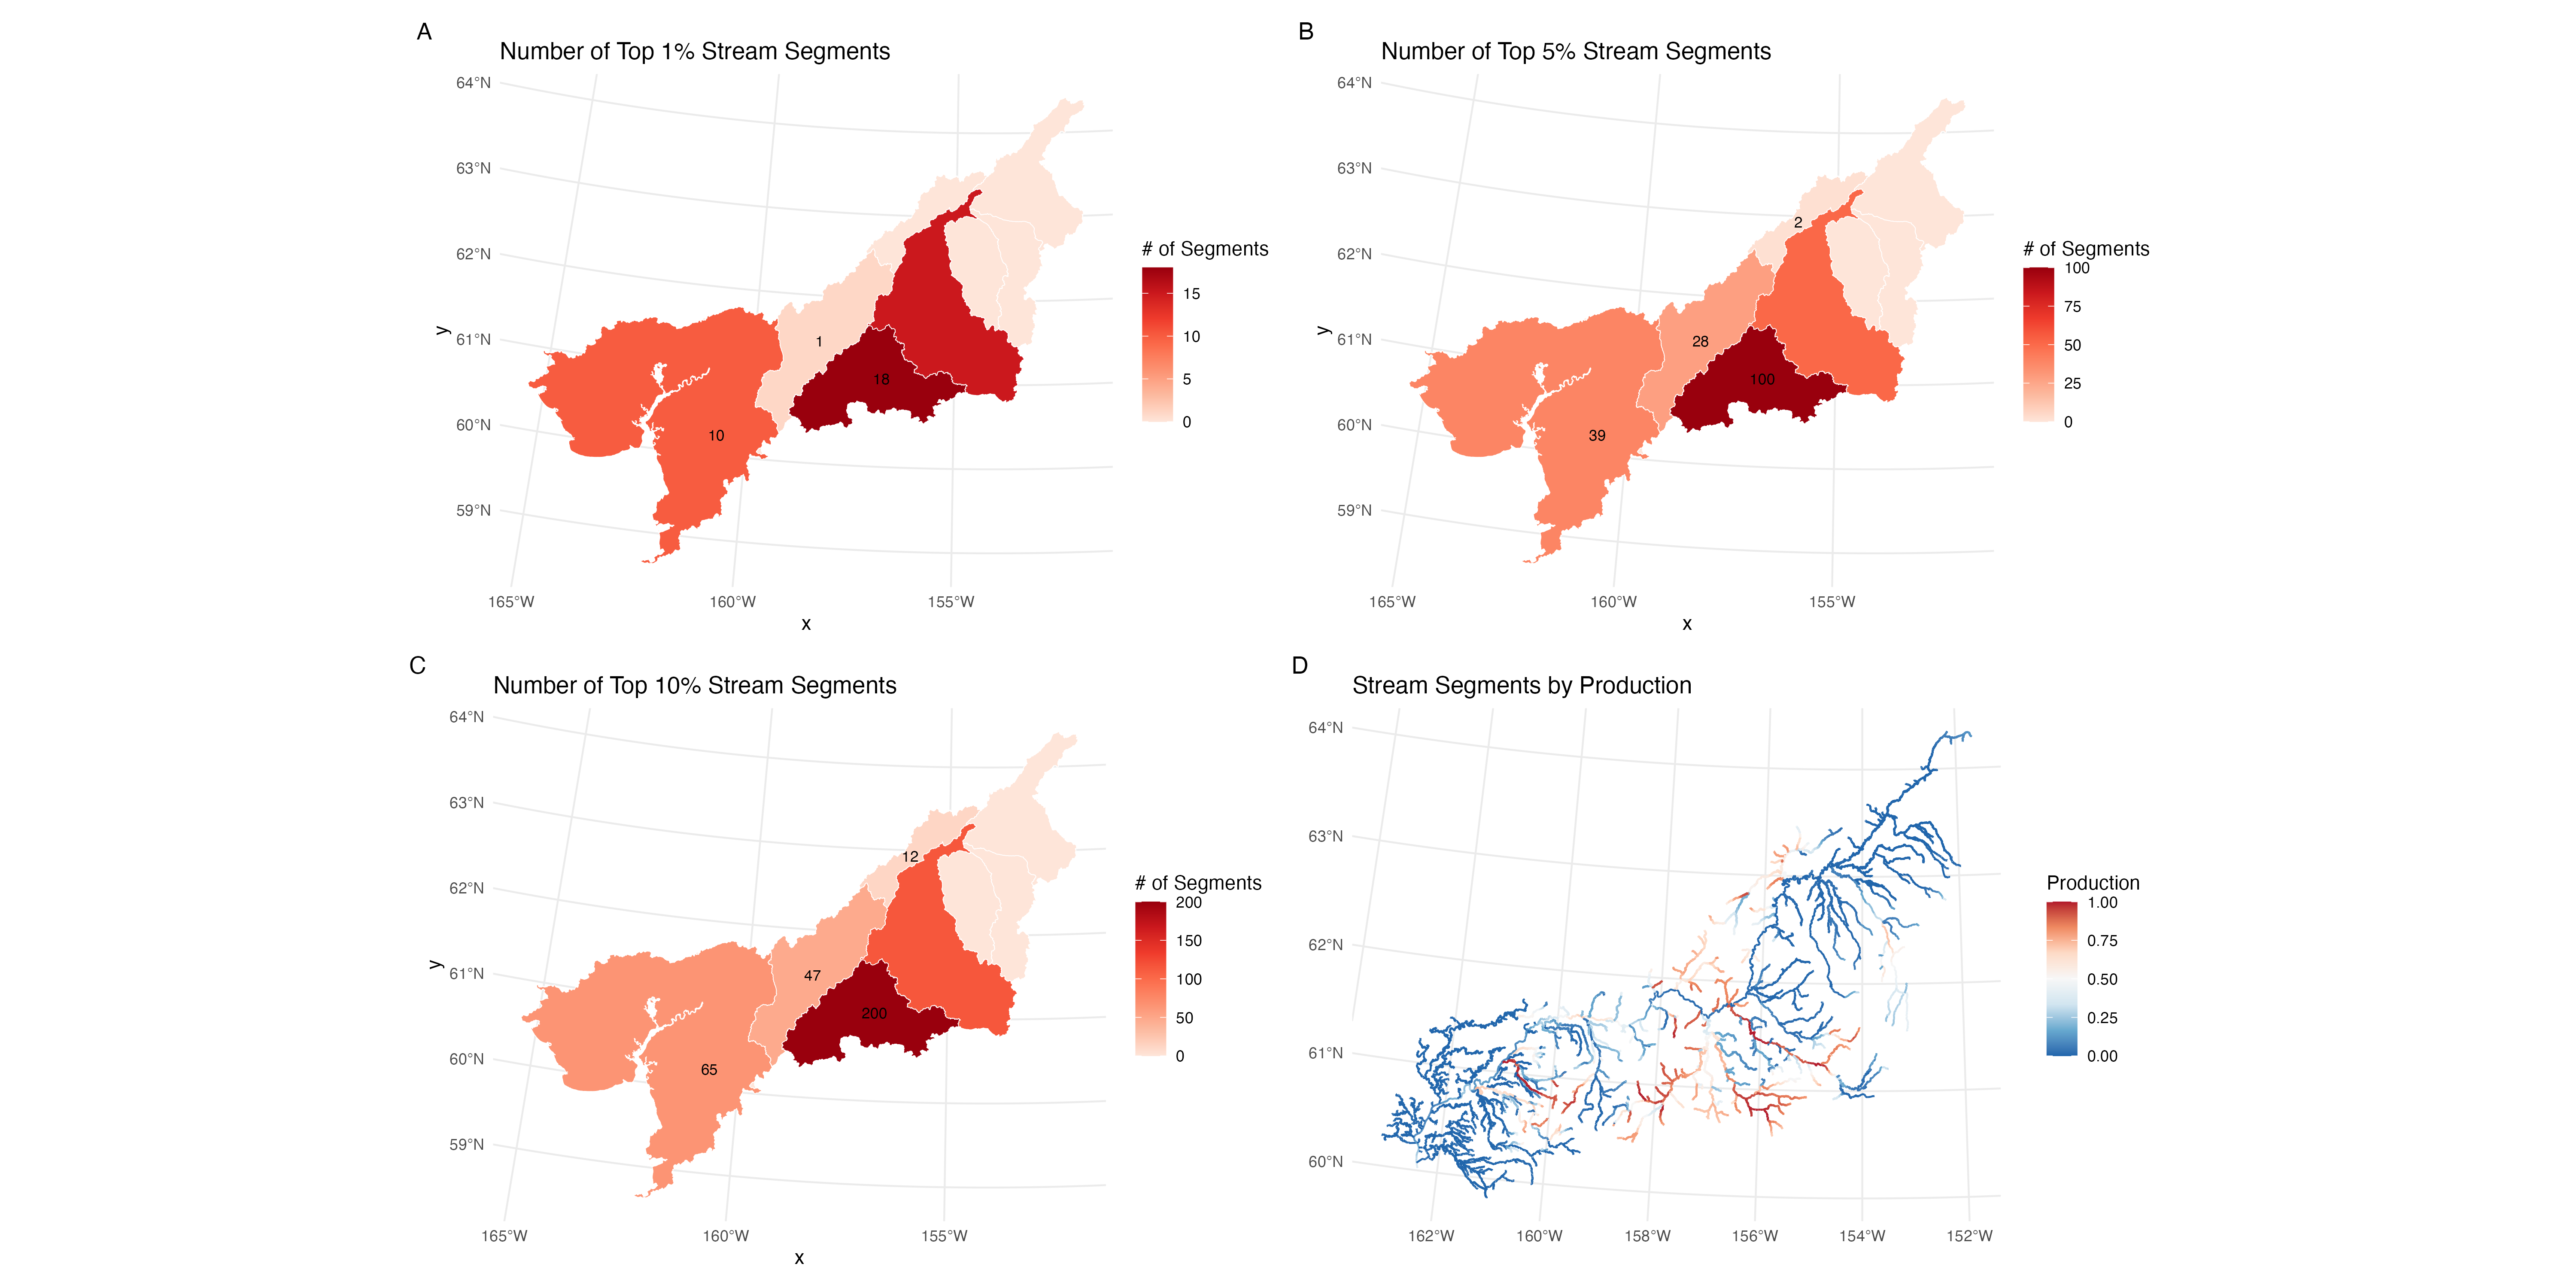 A
Number of Top 1% Stream Segments
64°N
63°N
62°N
61°N
60°N
59°N
y
1
18
10
165°W
160°W
155°W
x
# of Segments
15
10
5
0
B
Number of Top 5% Stream Segments
64°N
63°N
62°N
61°N
60°N
59°N
y
2
28
100
39
165°W
160°W
155°W
x
# of Segments
100
75
50
25
0
C
Number of Top 10% Stream Segments
64°N
63°N
62°N
61°N
60°N
59°N
y
12
47
200
65
165°W
160°W
155°W
x
# of Segments
200
150
100
50
0
D
Stream Segments by Production
64°N
63°N
62°N
61°N
60°N
162°W
160°W
158°W
156°W
154°W
152°W
Production
1.00
0.75
0.50
0.25
0.00